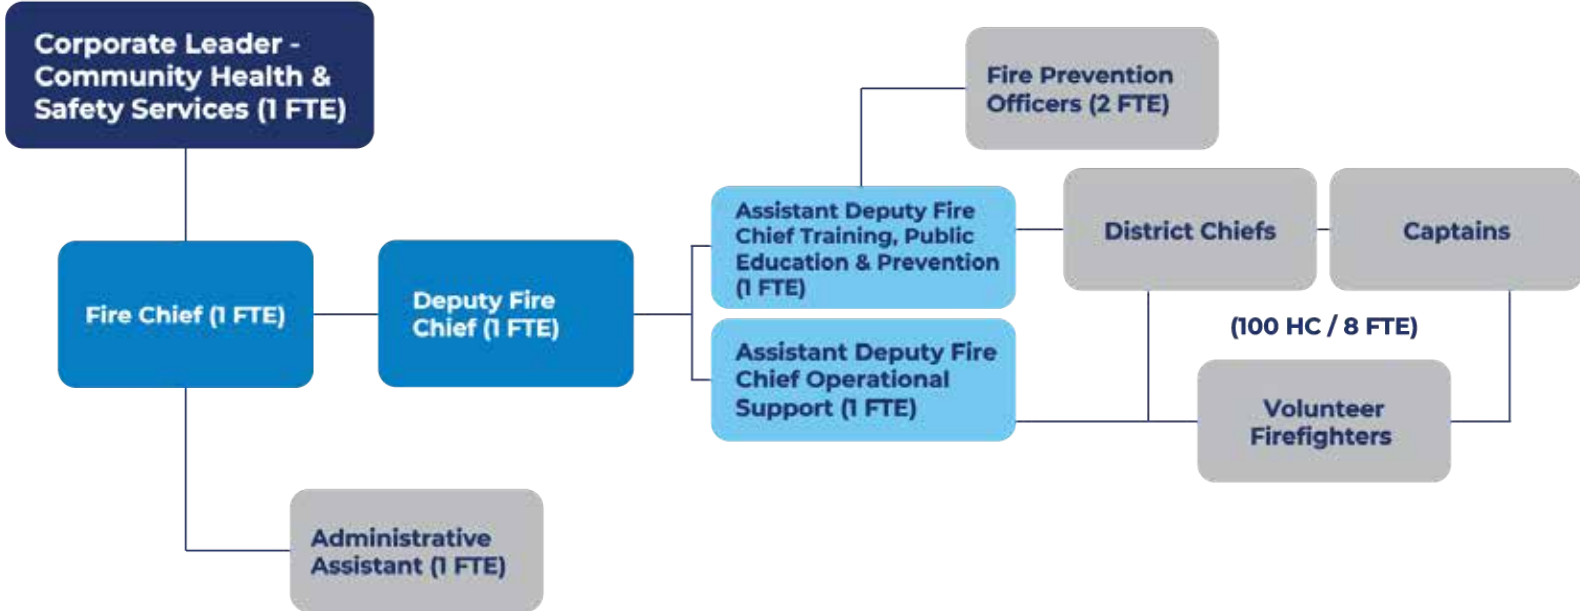 Corporate Leader -
Community Health &
Safety Services (1 FTE)
Fire Prevention
Officers (2 FTE)
Assistant Deputy Fire
Chief Training, Public
Education & Prevention
(1 FTE)
District Chiefs
Captains
Fire Chief (1 FTE)
Deputy Fire
Chief (1 FTE)
(100 HC / 8 FTE)
Assistant Deputy Fire
Chief Operational
Support (1 FTE)
Volunteer
Firefighters
Administrative
Assistant (1 FTE)